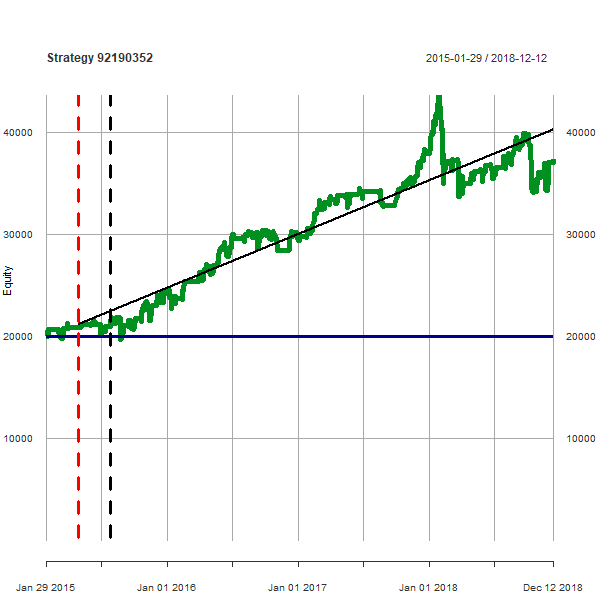 Strategy 92190352
2015-01-29 / 2018-12-12
40000
40000
30000
30000
Equity
20000
20000
10000
10000
Jan 29 2015
Jan 01 2016
Jan 01 2017
Jan 01 2018
Dec 12 2018